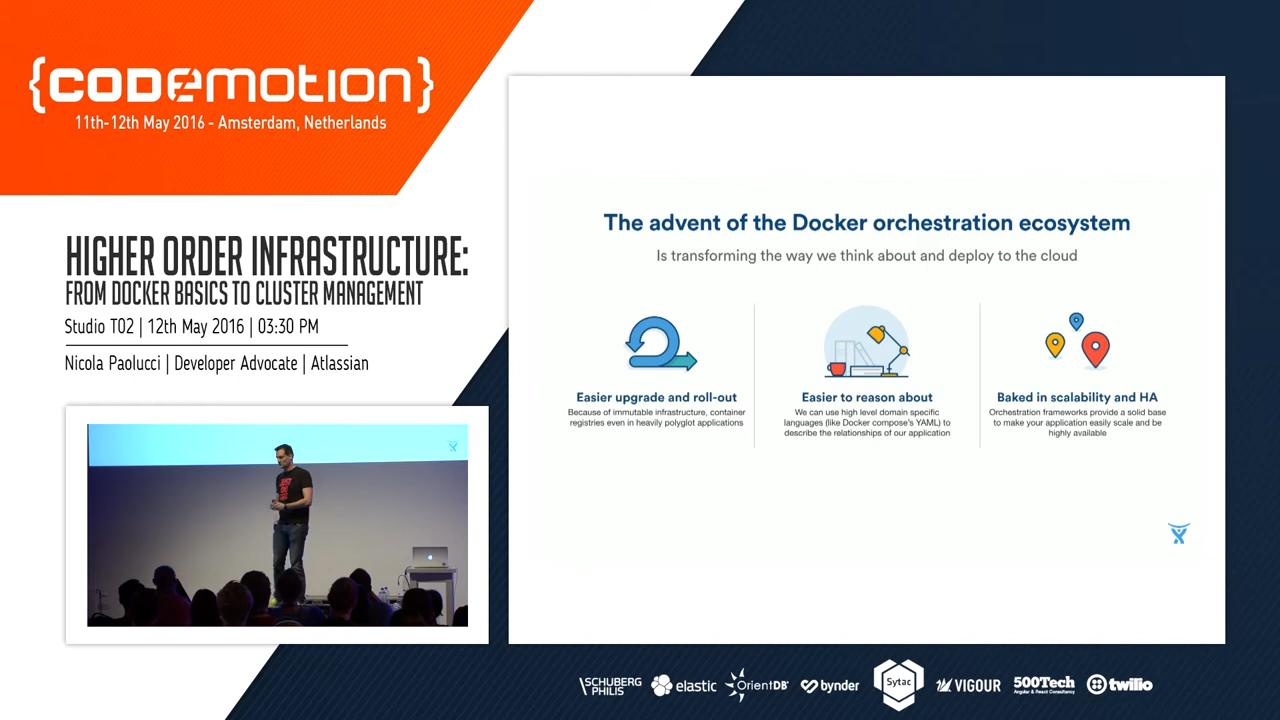 {CODEMOTION}
11th-12th May 2016 - Amsterdam, Netherlands
HIGHER ORDER INFRASTRUCTURE:
FROM DOCKER BASICS TO CLUSTER MANAGEMENT
Studio T02 | 12th May 2016 | 03:30 PM
Nicola Paolucci | Developer Advocate | Atlassian
The advent of the Docker orchestration ecosystem
Is transforming the way we think about and deploy to the cloud
Easier upgrade and roll-out
Because of immutable infrastructure, container
registries even in heavily polyglot applications
Easier to reason about
We can use high level domain specific
languages (like Docker compose's YAML) to
describe the relationships of our application
Baked in scalability and HA
Orchestration frameworks provide a solid base
to make your application easily scale and be
highly available
SCHUBERG
PHILIS
elastic
OrientDB
bynder
Sytac
VIGOUR
500Tech
Angular & React Consultancy
twilio